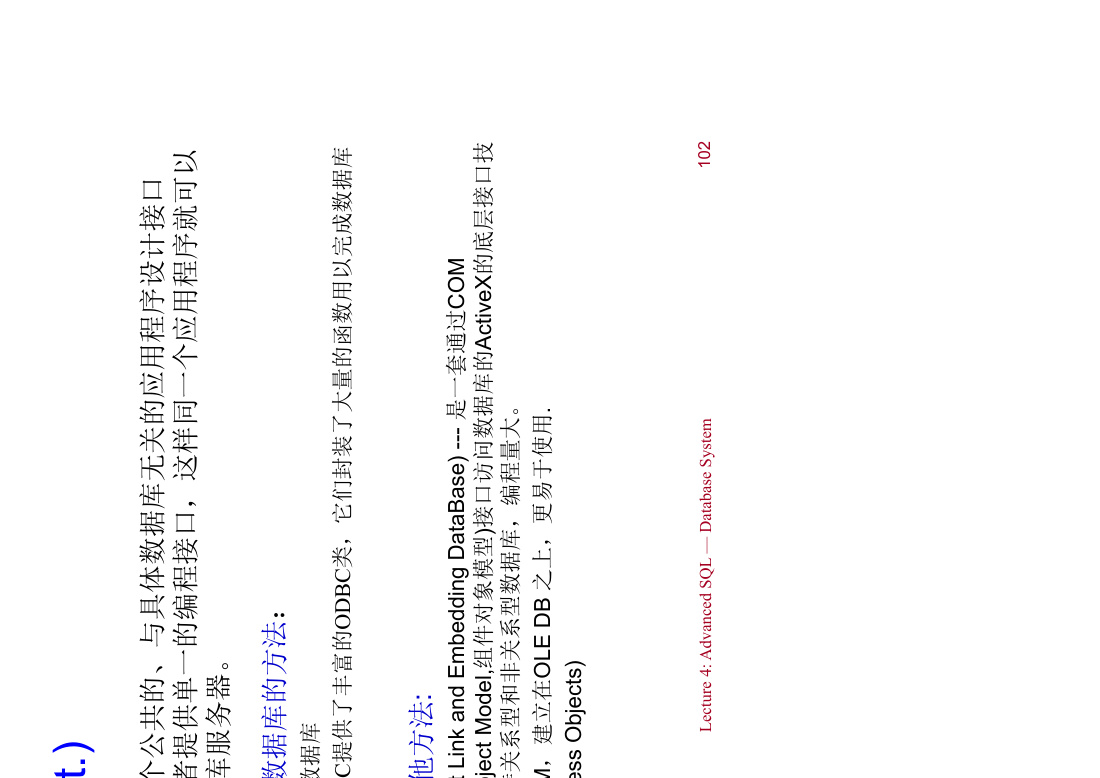 t.)
个公共的、与具体数据库无关的应用程序设计接口
者提供单一的编程接口，这样同一个应用程序就可以
库服务器。
数据库的方法：
数据库
C提供了丰富的ODBC类，它们封装了大量的函数用以完成数据库
他方法:
t Link and Embedding DataBase) --- 是一套通过COM
ject Model,组件对象模型)接口访问数据库的ActiveX的底层接口技
关系型和非关系型数据库，编程量大。
M，建立在OLE DB 之上，更易于使用.
ess Objects)
Lecture 4: Advanced SQL — Database System
102